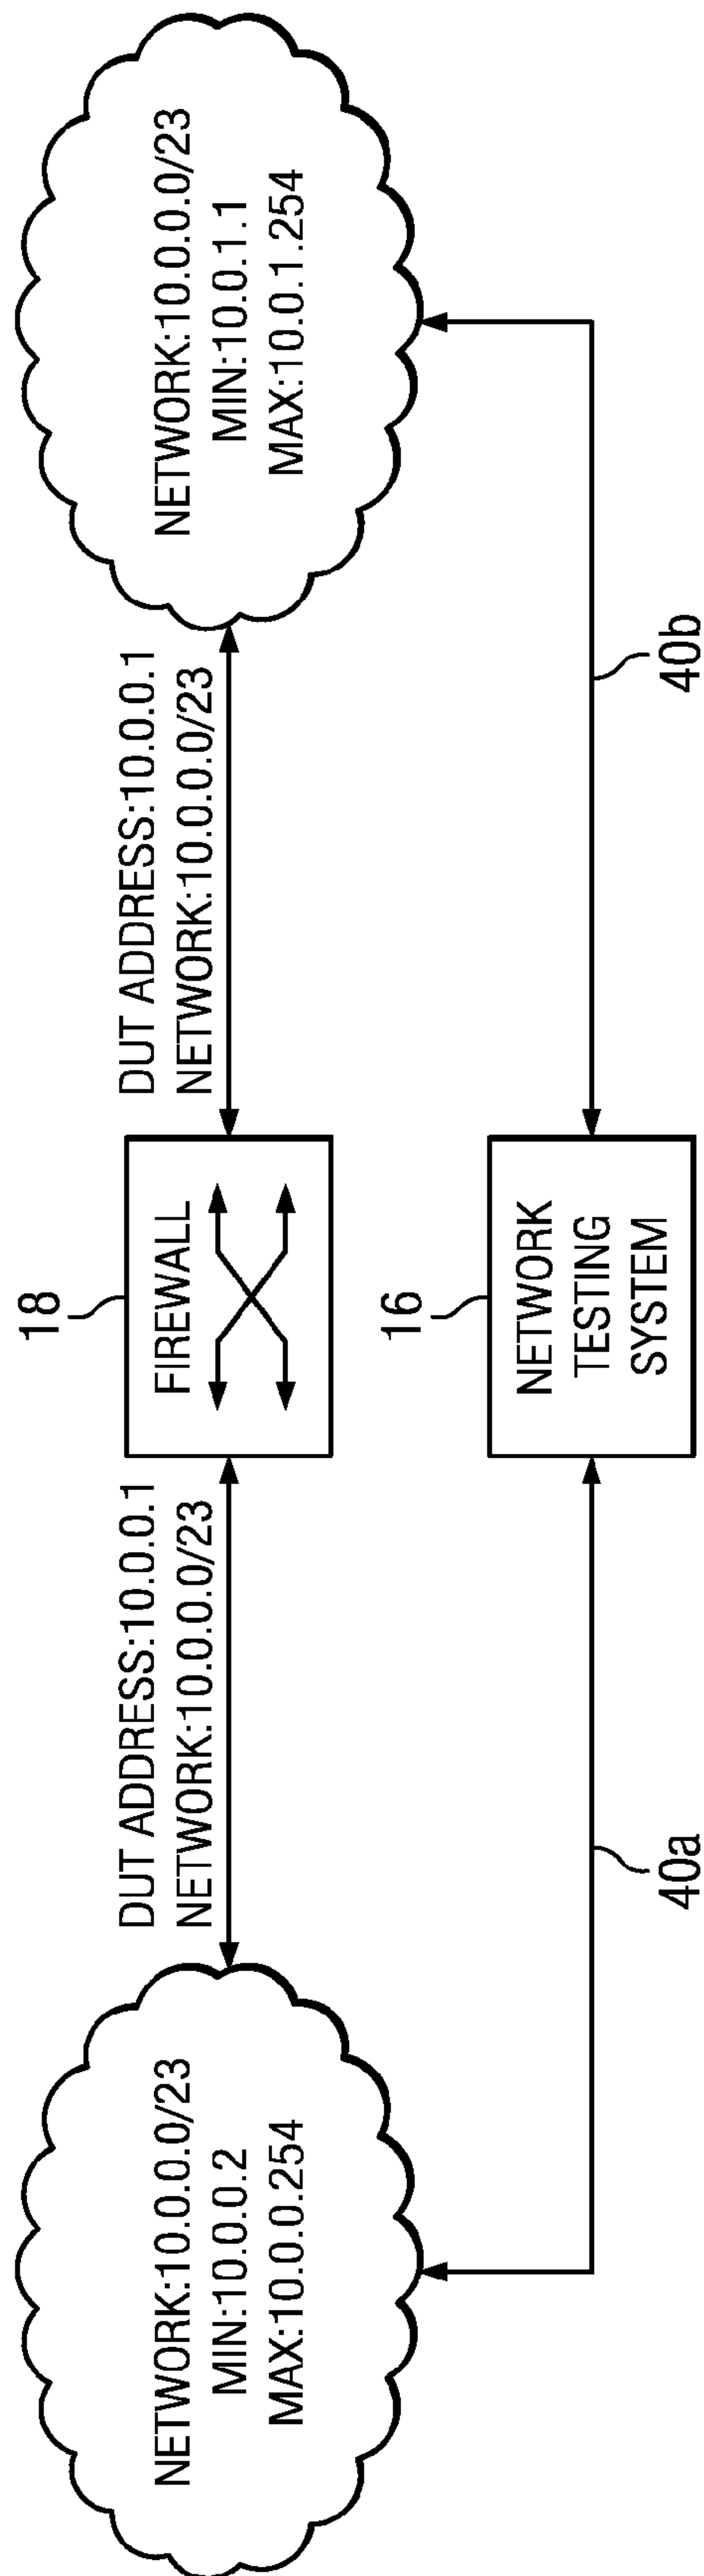 NETWORK:10.0.0.0/23
MIN:10.0.0.2
MAX:10.0.0.254
DUT ADDRESS:10.0.0.1
NETWORK:10.0.0.0/23
18
FIREWALL
DUT ADDRESS:10.0.0.1
NETWORK:10.0.0.0/23
NETWORK:10.0.0.0/23
MIN:10.0.1.1
MAX:10.0.1.254
40a
16
NETWORK
TESTING
SYSTEM
40b